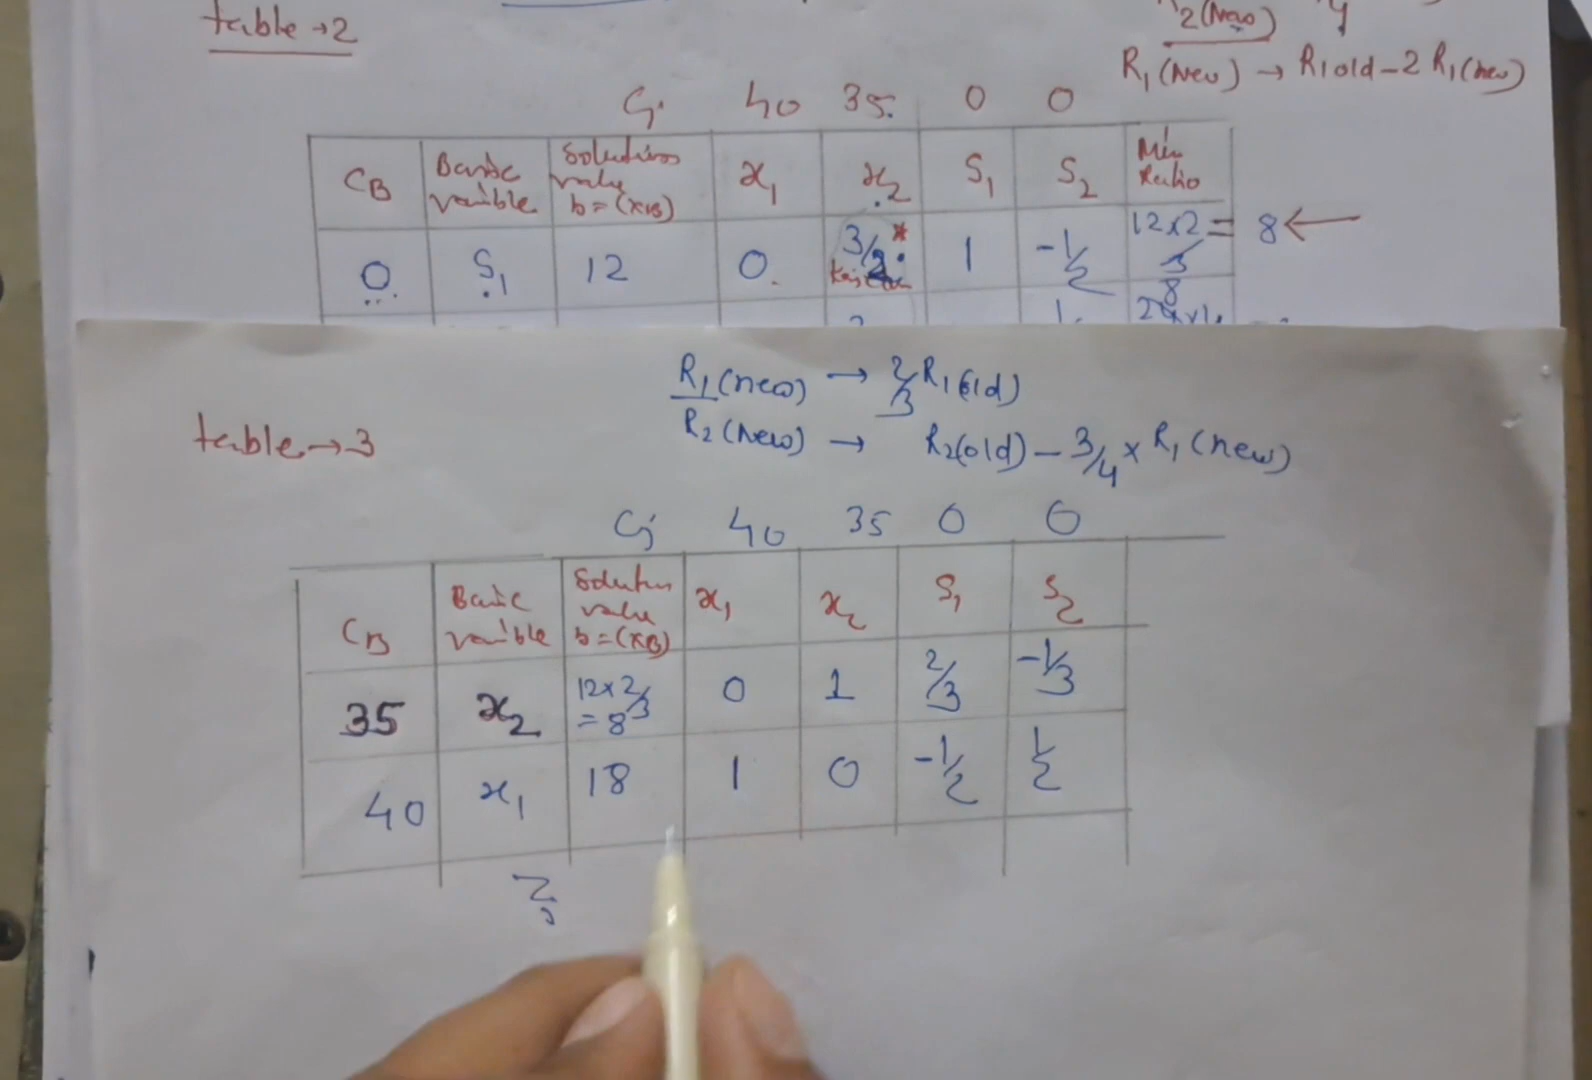 table → 2
2(New)
R₁ (New) → R₁ old - 2 R₁ (new)
Cj 40 35. 0 0
CB Basic variable Solution value b = (XB) x₁ x₂ S₁ S₂ Min Ratio
0 S₁ 12 0. 3/2 * 1 -1/2 12x2/3 = 8 ←
R₁ (new) → 2/3 R₁ (old)
table → 3
R₂ (New) → R₂(old) - 3/4 x R₁ (new)
Cj 40 35 0 0
CB Basic variable Solution value b = (XB) x₁ x₂ S₁ S₂
35 x₂ 12 x 2/3 = 8 0 1 2/3 -1/3
40 x₁ 18 1 0 -1/2 1/2
Zj